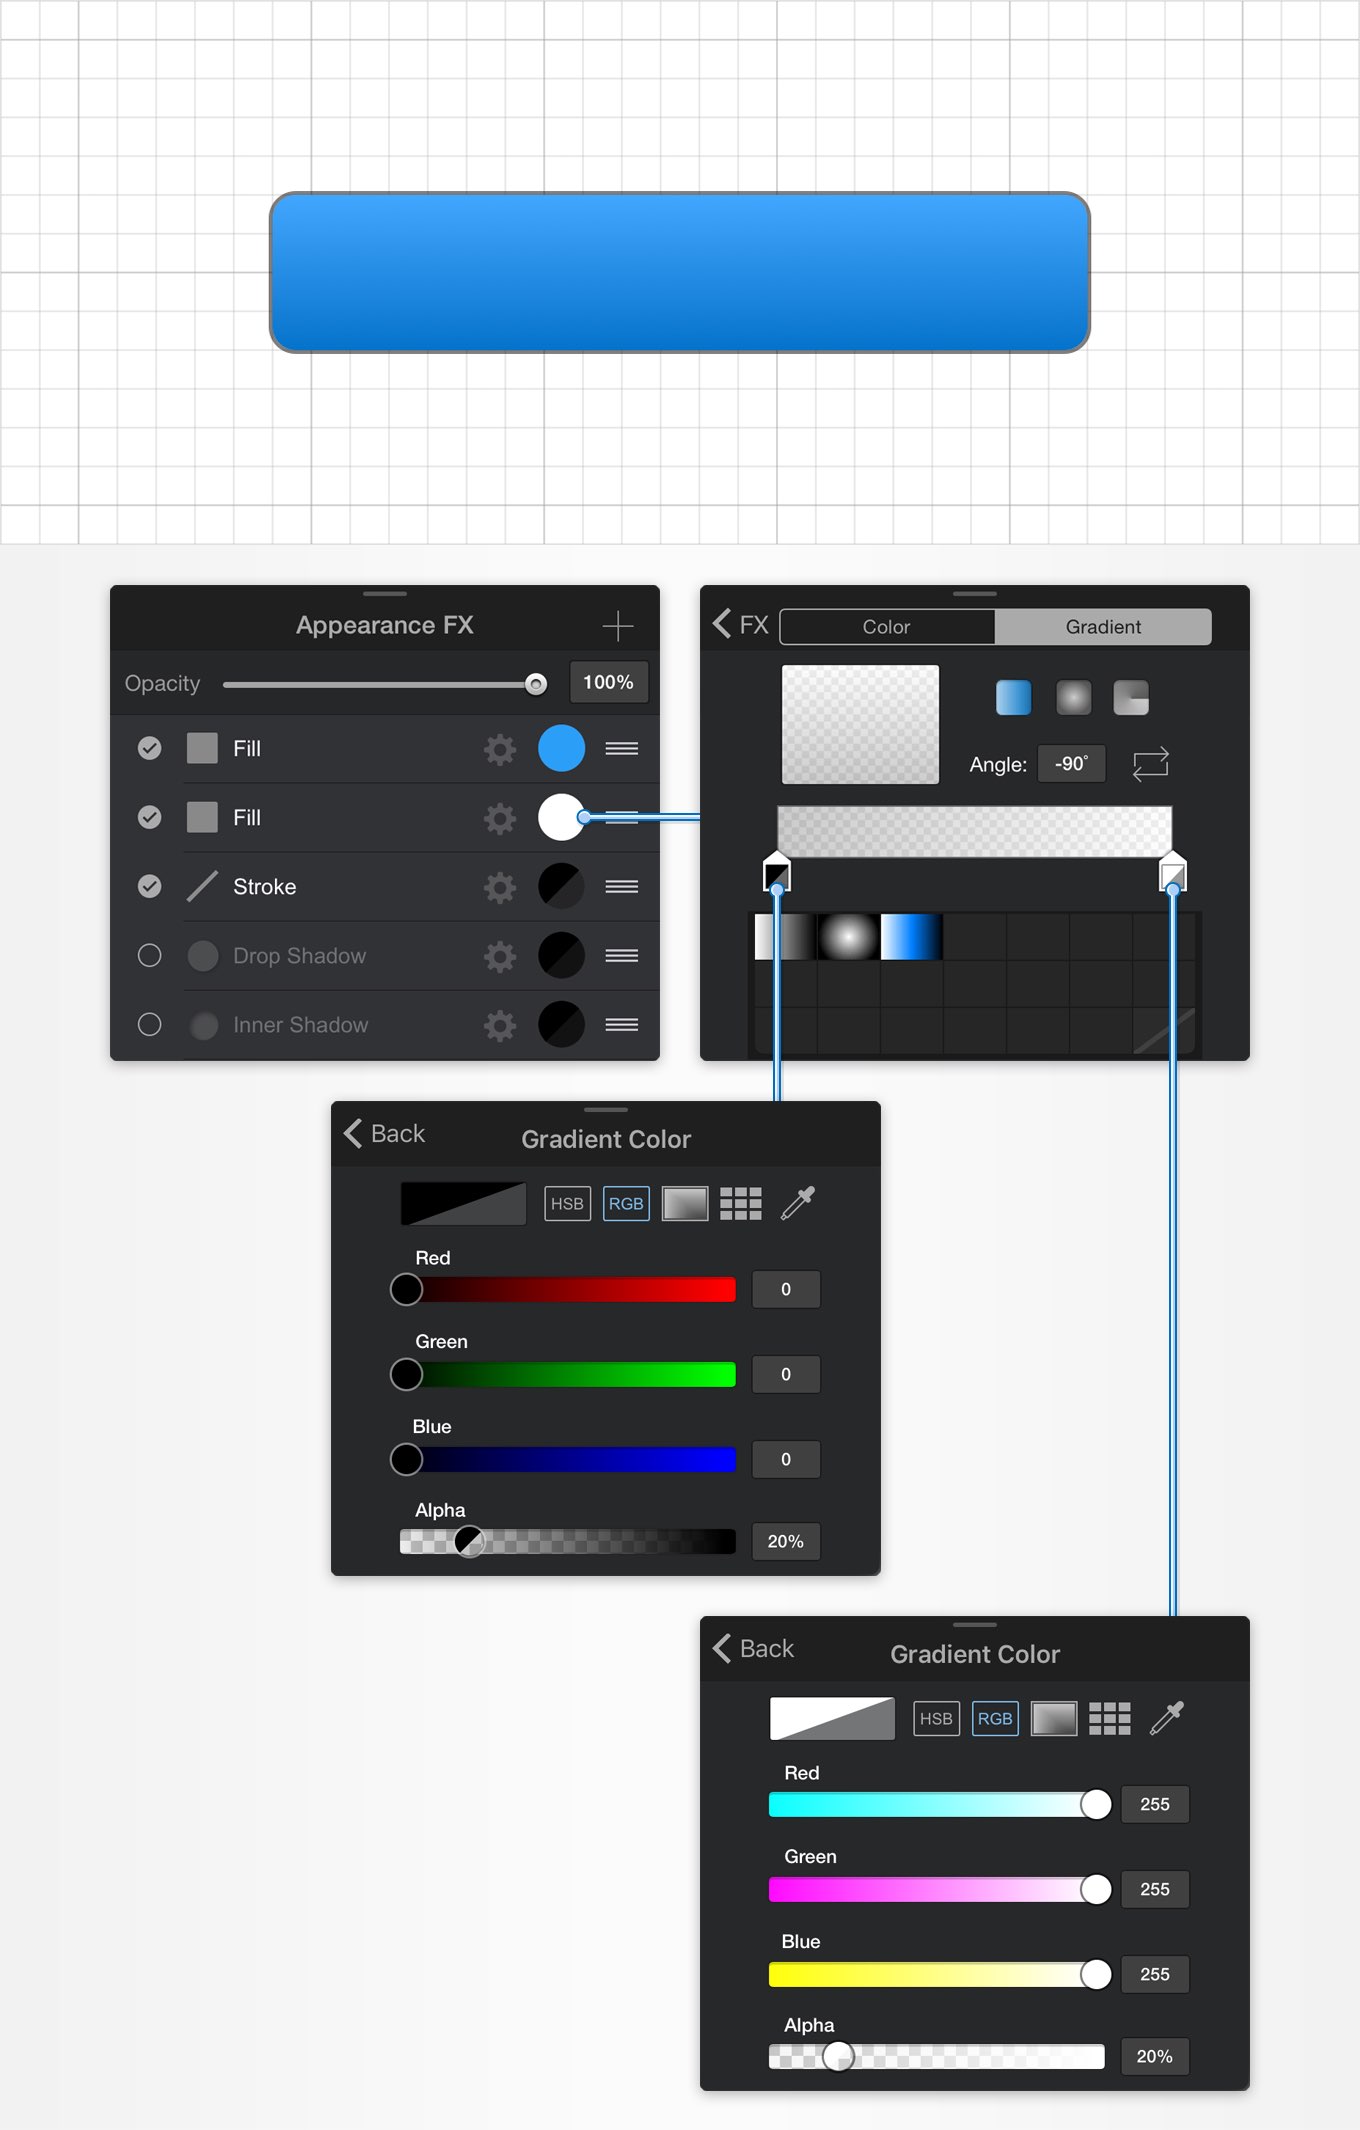 Appearance FX
Opacity 100%
Fill
Fill
Stroke
Drop Shadow
Inner Shadow
FX Color Gradient
Angle: -90°
Back Gradient Color
HSB RGB
Red
0
Green
0
Blue
0
Alpha
20%
Back Gradient Color
HSB RGB
Red
255
Green
255
Blue
255
Alpha
20%